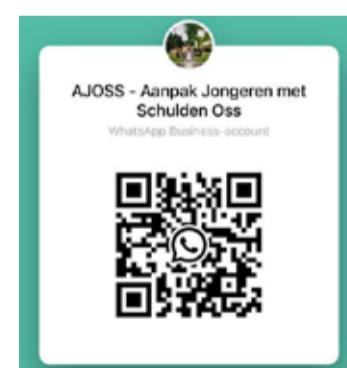 AJOSS - Aanpak Jongeren met
Schulden Oss
WhatsApp Business-account